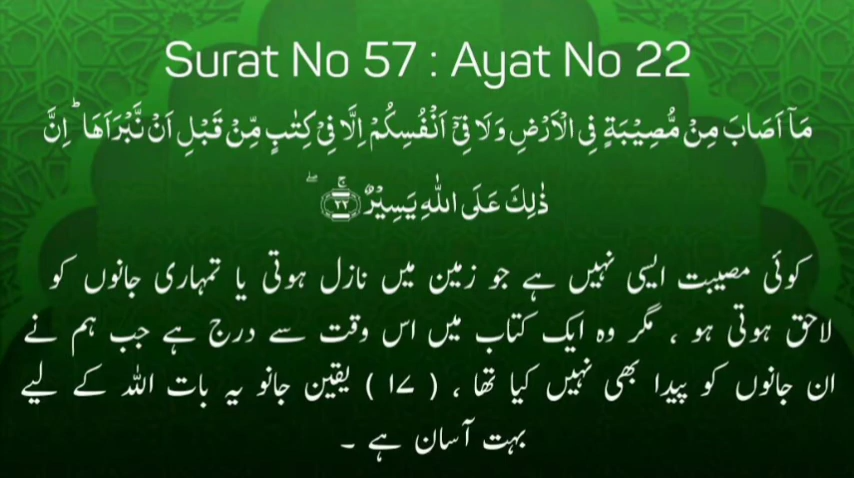 Surat No 57 : Ayat No 22
مَاۤ اَصَابَ مِنۡ مُّصِيۡبَةٍ فِى الۡاَرۡضِ وَلَا فِىۡۤ اَنۡفُسِكُمۡ اِلَّا فِىۡ كِتٰبٍ مِّنۡ قَبۡلِ اَنۡ نَّبۡرَاَهَا ؕ اِنَّ
ذٰلِكَ عَلَى اللّٰهِ يَسِيۡرٌ ۚۖ ﴿۲۲﴾
کوئی مصیبت ایسی نہیں ہے جو زمین میں نازل ہوتی یا تمہاری جانوں کو
لاحق ہوتی ہو ، مگر وہ ایک کتاب میں اس وقت سے درج ہے جب ہم نے
ان جانوں کو پیدا بھی نہیں کیا تھا ، ( ١٧ ) یقین جانو یہ بات اللہ کے لیے
بہت آسان ہے ۔